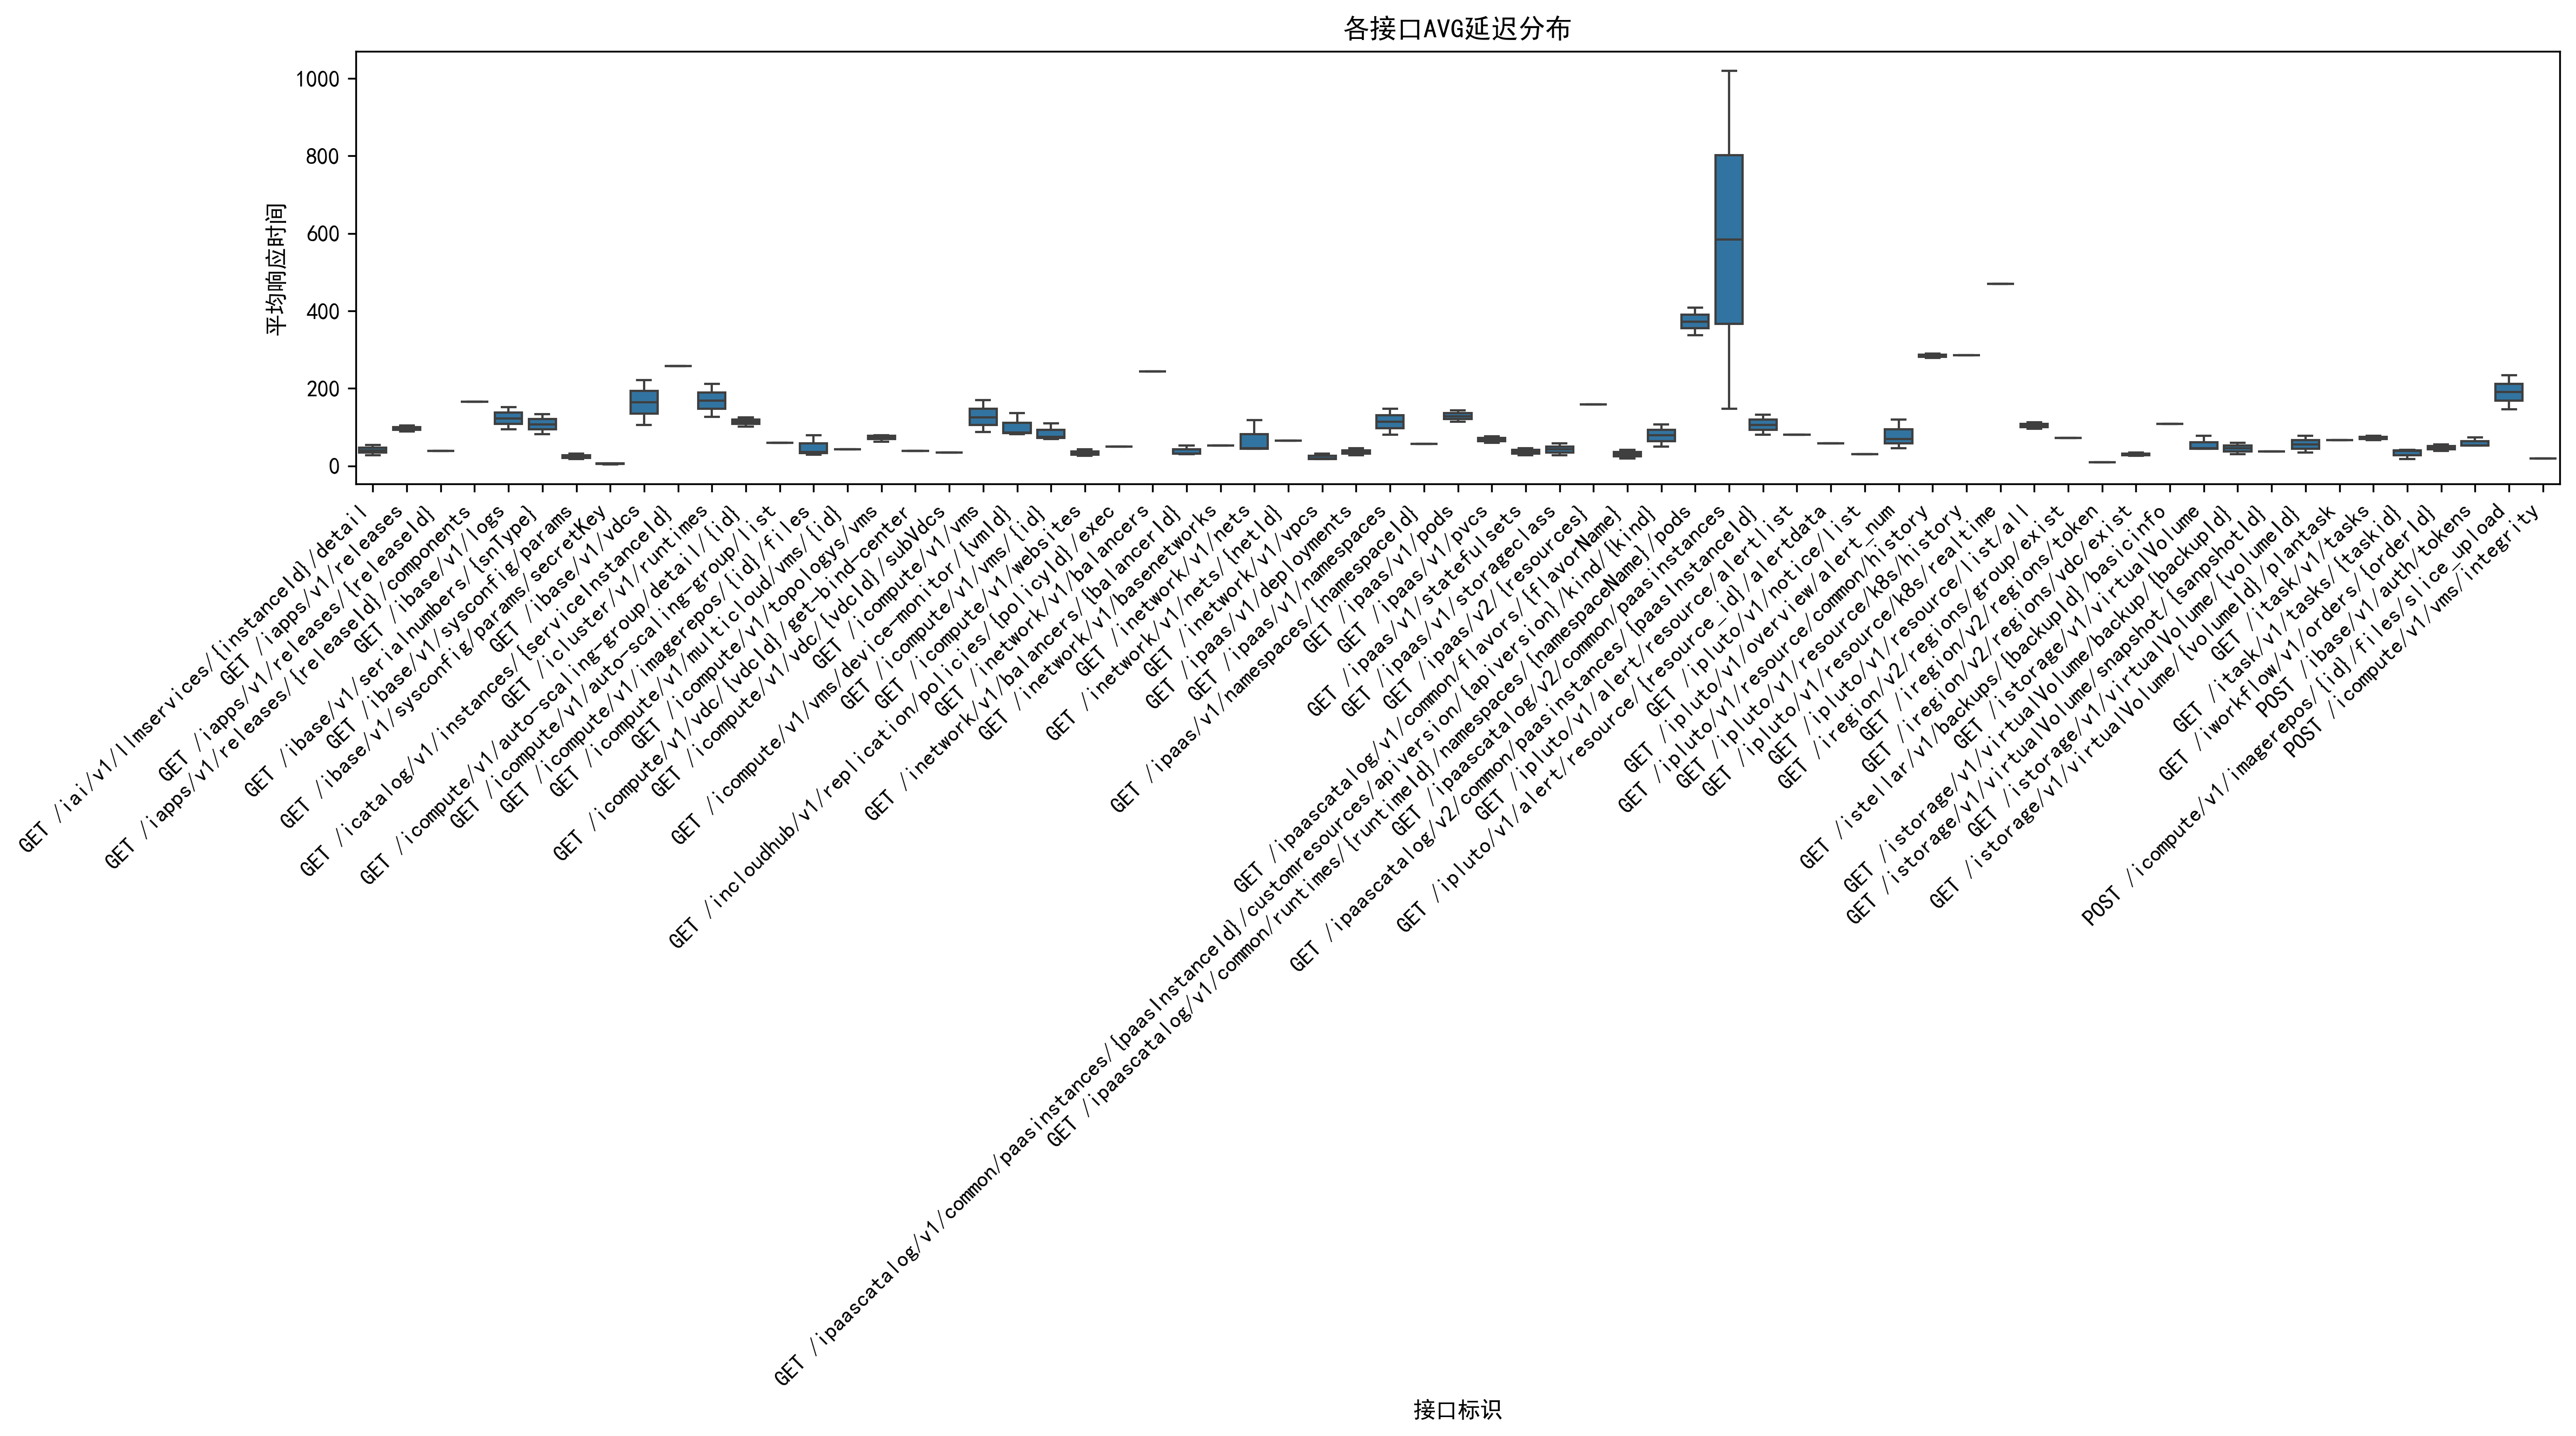 各接口AVG延迟分布
平均响应时间
1000
800
600
400
200
0
GET /iai/v1/llmservices/{instanceId}/detail
GET /iapps/v1/releases
GET /iapps/v1/releases/{releaseId}
GET /iapps/v1/releases/{releaseId}/components
GET /ibase/v1/logs
GET /ibase/v1/serialnumbers/{snType}
GET /ibase/v1/sysconfig/params
GET /ibase/v1/sysconfig/params/secretKey
GET /ibase/v1/vdcs
GET /icatalog/v1/instances/{serviceInstanceId}
GET /icluster/v1/runtimes
GET /icompute/v1/auto-scaling-group/detail/{id}
GET /icompute/v1/auto-scaling-group/list
GET /icompute/v1/imagerepos/{id}/files
GET /icompute/v1/multicloud/vms/{id}
GET /icompute/v1/topologys/vms
GET /icompute/v1/vdc/{vdcId}/get-bind-center
GET /icompute/v1/vdc/{vdcId}/subVdcs
GET /icompute/v1/vms
GET /icompute/v1/vms/device-monitor/{vmId}
GET /icompute/v1/vms/{id}
GET /icompute/v1/websites
GET /incloudhub/v1/replication/policies/{policyId}/exec
GET /inetwork/v1/balancers
GET /inetwork/v1/balancers/{balancerId}
GET /inetwork/v1/basenetworks
GET /inetwork/v1/nets
GET /inetwork/v1/nets/{netId}
GET /inetwork/v1/vpcs
GET /ipaas/v1/deployments
GET /ipaas/v1/namespaces
GET /ipaas/v1/namespaces/{namespaceId}
GET /ipaas/v1/pods
GET /ipaas/v1/pvcs
GET /ipaas/v1/statefulsets
GET /ipaas/v1/storageclass
GET /ipaas/v2/{resources}
GET /ipaascatalog/v1/common/flavors/{flavorName}
GET /ipaascatalog/v1/common/paasinstances/{paasInstanceId}/customresources/apiversion/{apiversion}/kind/{kind}
GET /ipaascatalog/v1/common/runtimes/{runtimeId}/namespaces/{namespaceName}/pods
GET /ipaascatalog/v2/common/paasinstances
GET /ipaascatalog/v2/common/paasinstances/{paasInstanceId}
GET /ipluto/v1/alert/resource/alertlist
GET /ipluto/v1/alert/resource/{resource_id}/alertdata
GET /ipluto/v1/notice/list
GET /ipluto/v1/overview/alert_num
GET /ipluto/v1/resource/common/history
GET /ipluto/v1/resource/k8s/history
GET /ipluto/v1/resource/k8s/realtime
GET /ipluto/v1/resource/list/all
GET /iregion/v2/regions/group/exist
GET /iregion/v2/regions/token
GET /iregion/v2/regions/vdc/exist
GET /istellar/v1/backups/{backupId}/basicinfo
GET /istorage/v1/virtualVolume
GET /istorage/v1/virtualVolume/backup/{backupId}
GET /istorage/v1/virtualVolume/snapshot/{sanpshotId}
GET /istorage/v1/virtualVolume/{volumeId}
GET /istorage/v1/virtualVolume/{volumeId}/plantask
GET /itask/v1/tasks
GET /itask/v1/tasks/{taskid}
GET /iworkflow/v1/orders/{orderId}
POST /ibase/v1/auth/tokens
POST /icompute/v1/imagerepos/{id}/files/slice_upload
POST /icompute/v1/vms/integrity
接口标识